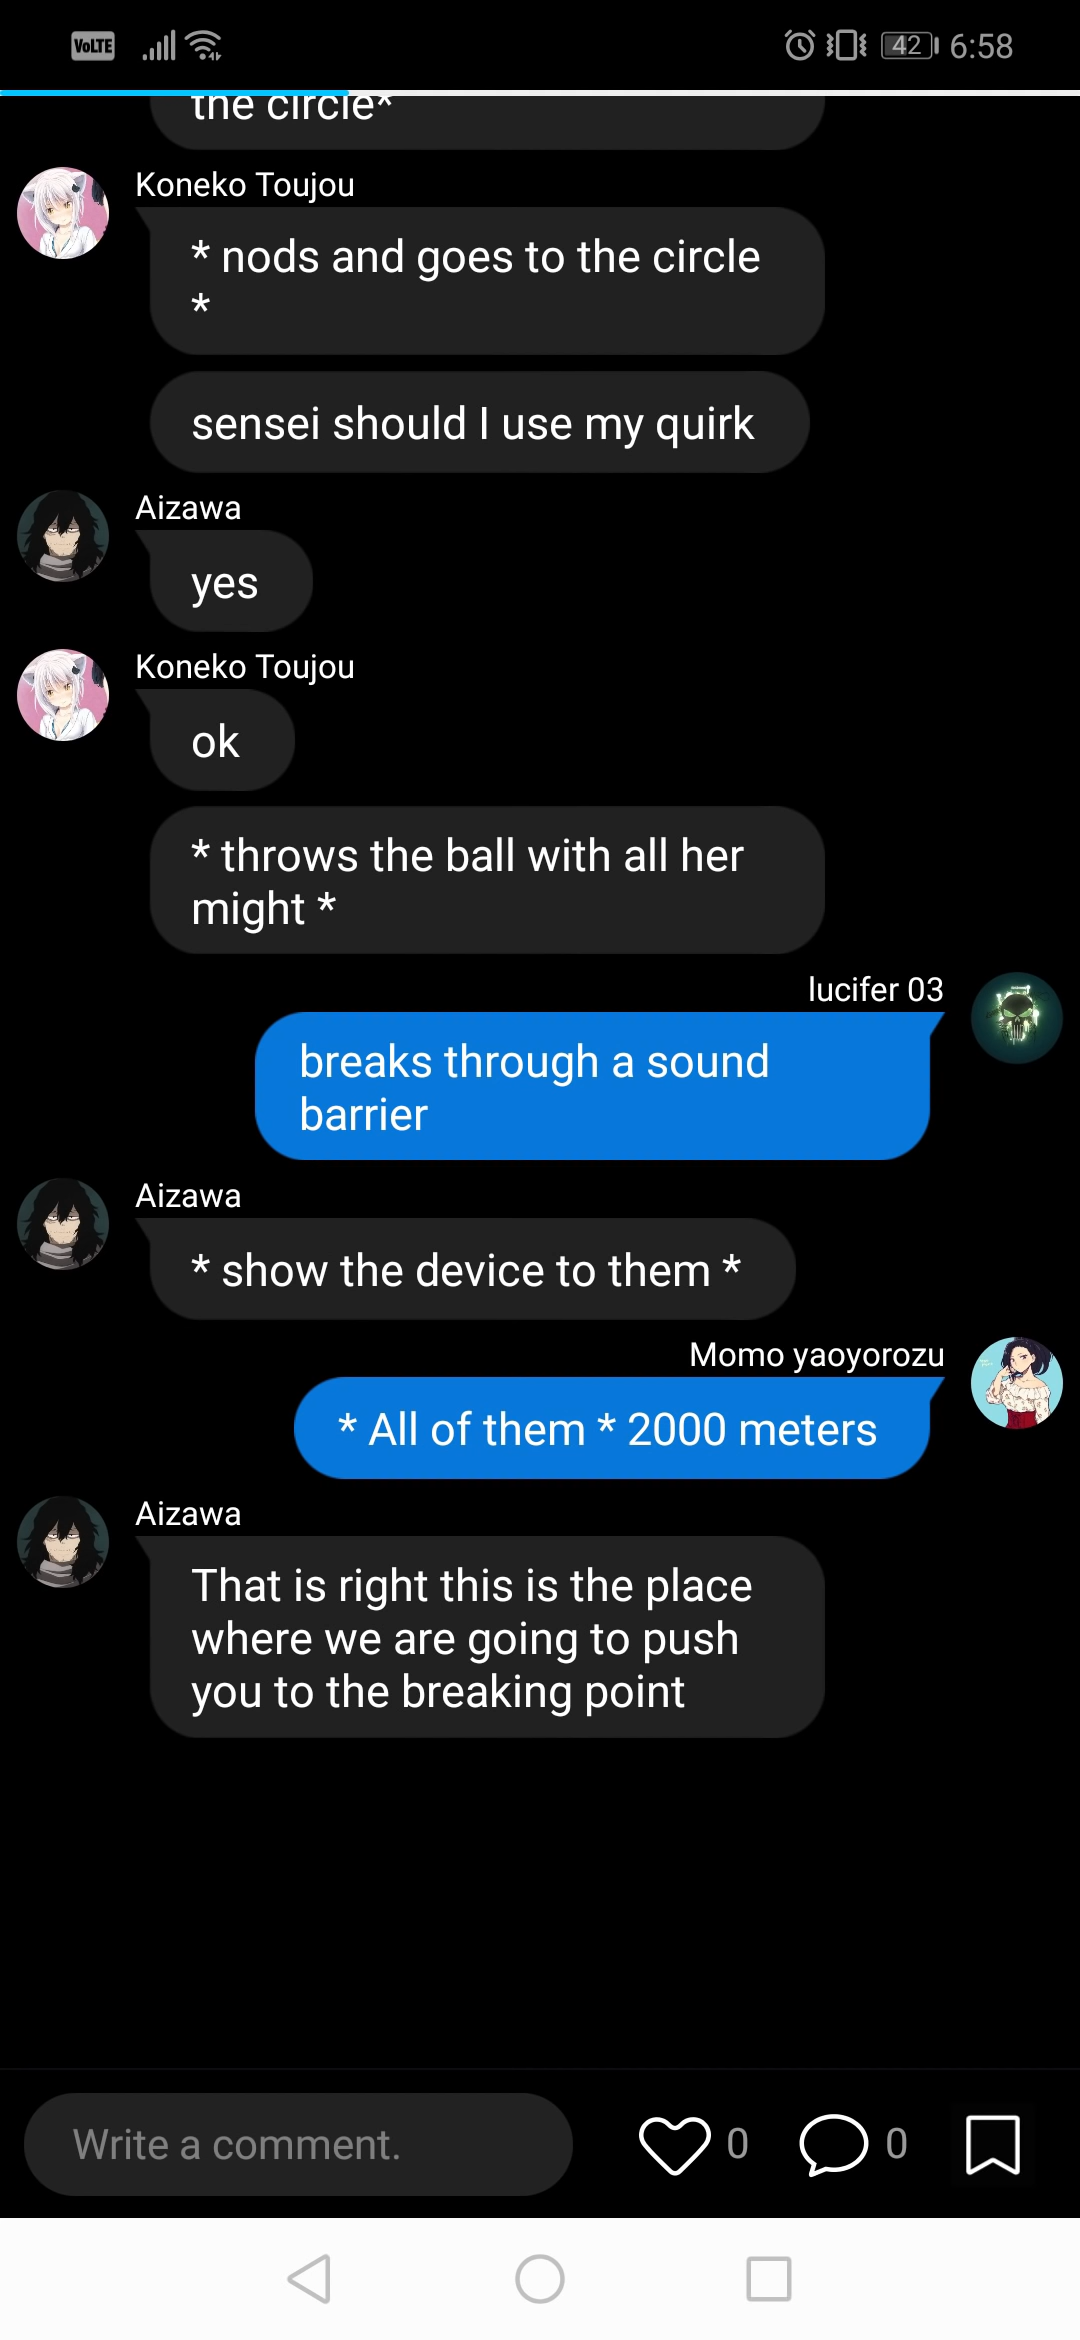 VoLTE
42 6:58
the circle*
Koneko Toujou
* nods and goes to the circle
*
sensei should I use my quirk
Aizawa
yes
Koneko Toujou
ok
* throws the ball with all her
might *
lucifer 03
breaks through a sound
barrier
Aizawa
* show the device to them *
Momo yaoyorozu
* All of them * 2000 meters
Aizawa
That is right this is the place
where we are going to push
you to the breaking point
Write a comment.
0
0